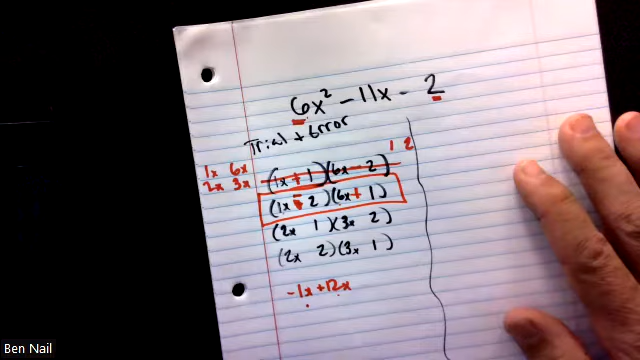 6x² - 11x - 2
Trial + Error
1 2
1x 6x
2x 3x
(1x + 1)(6x - 2)
(1x - 2)(6x + 1)
(2x 1)(3x 2)
(2x 2)(3x 1)
-1x + 12x
Ben Nail